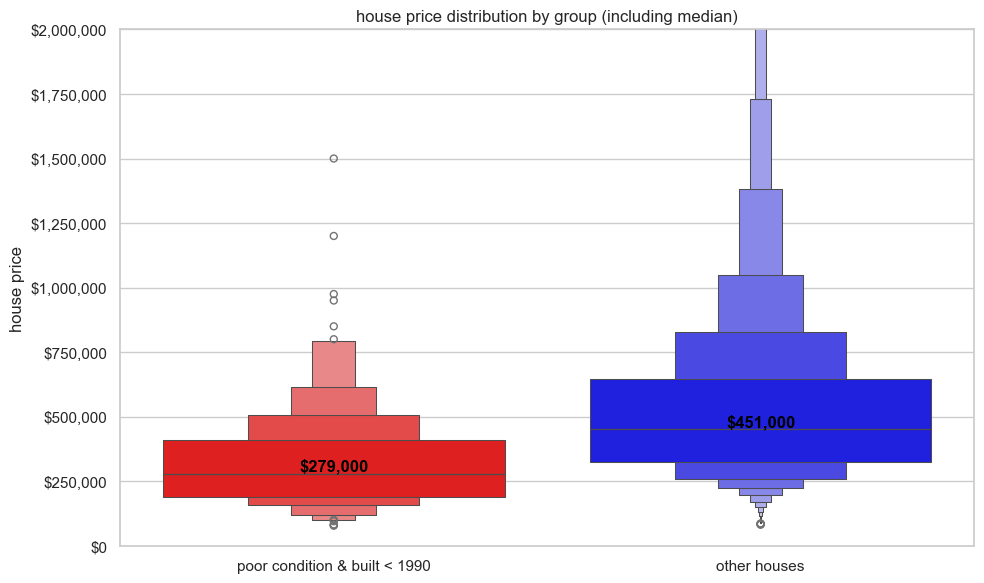 house price distribution by group (including median)
$2,000,000
$1,750,000
$1,500,000
$1,250,000
$1,000,000
$750,000
$500,000
$250,000
$0
house price
$451,000
$279,000
poor condition & built < 1990
other houses